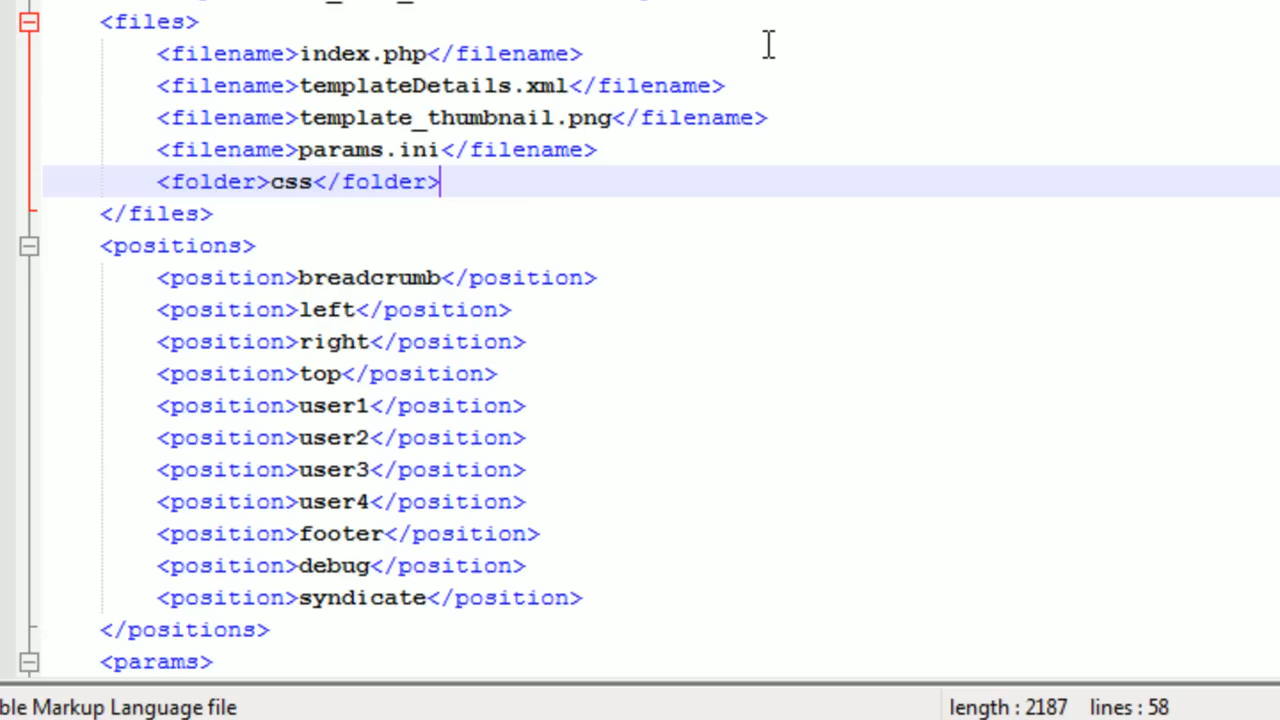 <files>
<filename>index.php</filename>
<filename>templateDetails.xml</filename>
<filename>template_thumbnail.png</filename>
<filename>params.ini</filename>
<folder>css</folder>
</files>
<positions>
<position>breadcrumb</position>
<position>left</position>
<position>right</position>
<position>top</position>
<position>user1</position>
<position>user2</position>
<position>user3</position>
<position>user4</position>
<position>footer</position>
<position>debug</position>
<position>syndicate</position>
</positions>
<params>
ble Markup Language file length : 2187 lines : 58